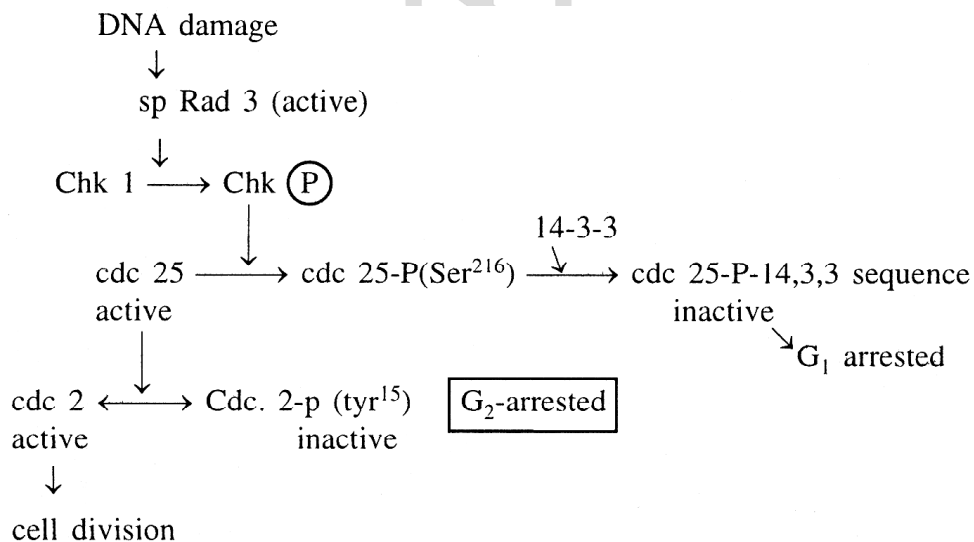 DNA damage
sp Rad 3 (active)
Chk 1 Chk P
14-3-3
cdc 25 cdc 25-P(Ser²¹⁶) cdc 25-P-14,3,3 sequence
active inactive
G₁ arrested
cdc 2 Cdc. 2-p (tyr¹⁵) G₂-arrested
active inactive
cell division